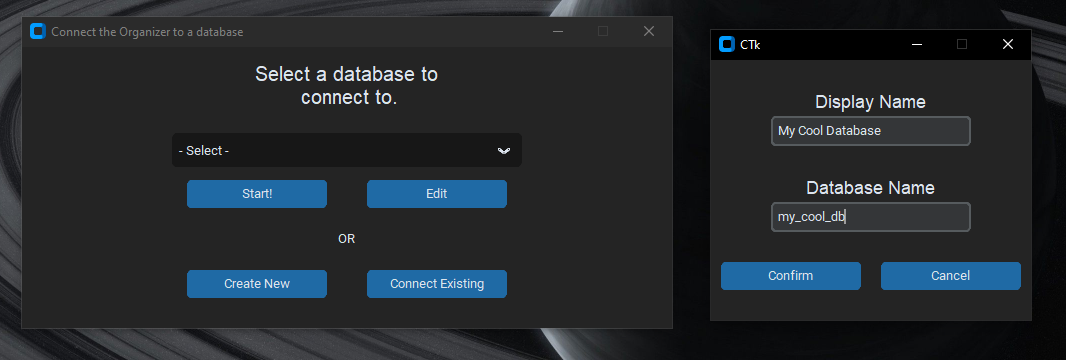 Connect the Organizer to a database
Select a database to
connect to.
- Select -
Start!
Edit
OR
Create New
Connect Existing
CTk
Display Name
My Cool Database
Database Name
my_cool_db
Confirm
Cancel